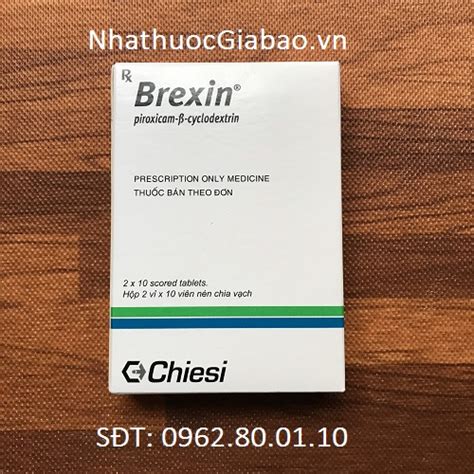 NhathuocGiabao.vn
Rx
Brexin®
piroxicam-β-cyclodextrin
PRESCRIPTION ONLY MEDICINE
THUỐC BÁN THEO ĐƠN
2 x 10 scored tablets.
Hộp 2 vỉ x 10 viên nén chia vạch
Chiesi
SĐT: 0962.80.01.10